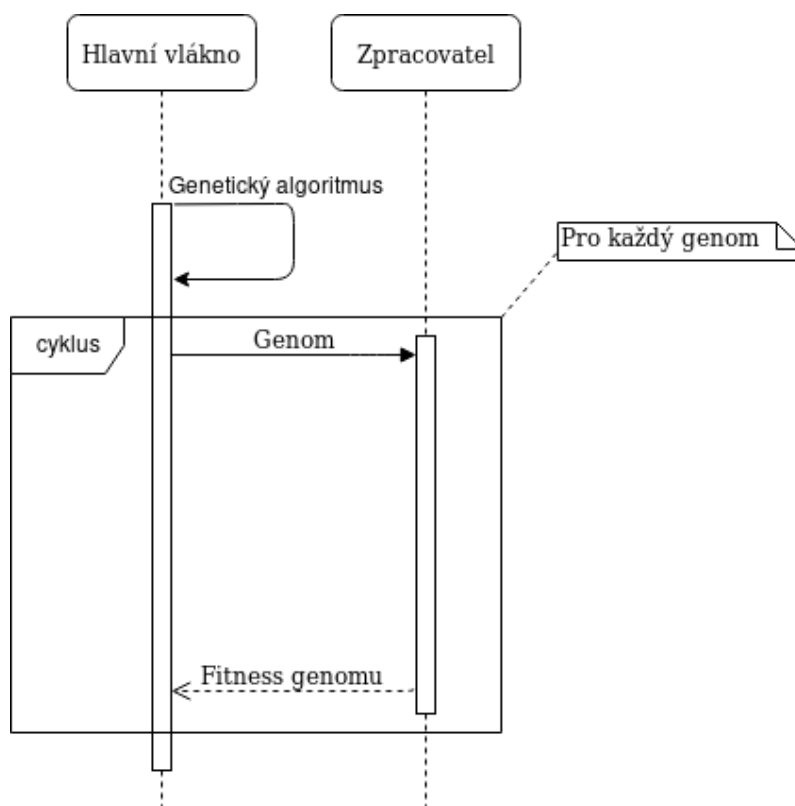 Hlavní vlákno
Zpracovatel
Genetický algoritmus
Pro každý genom
cyklus
Genom
Fitness genomu